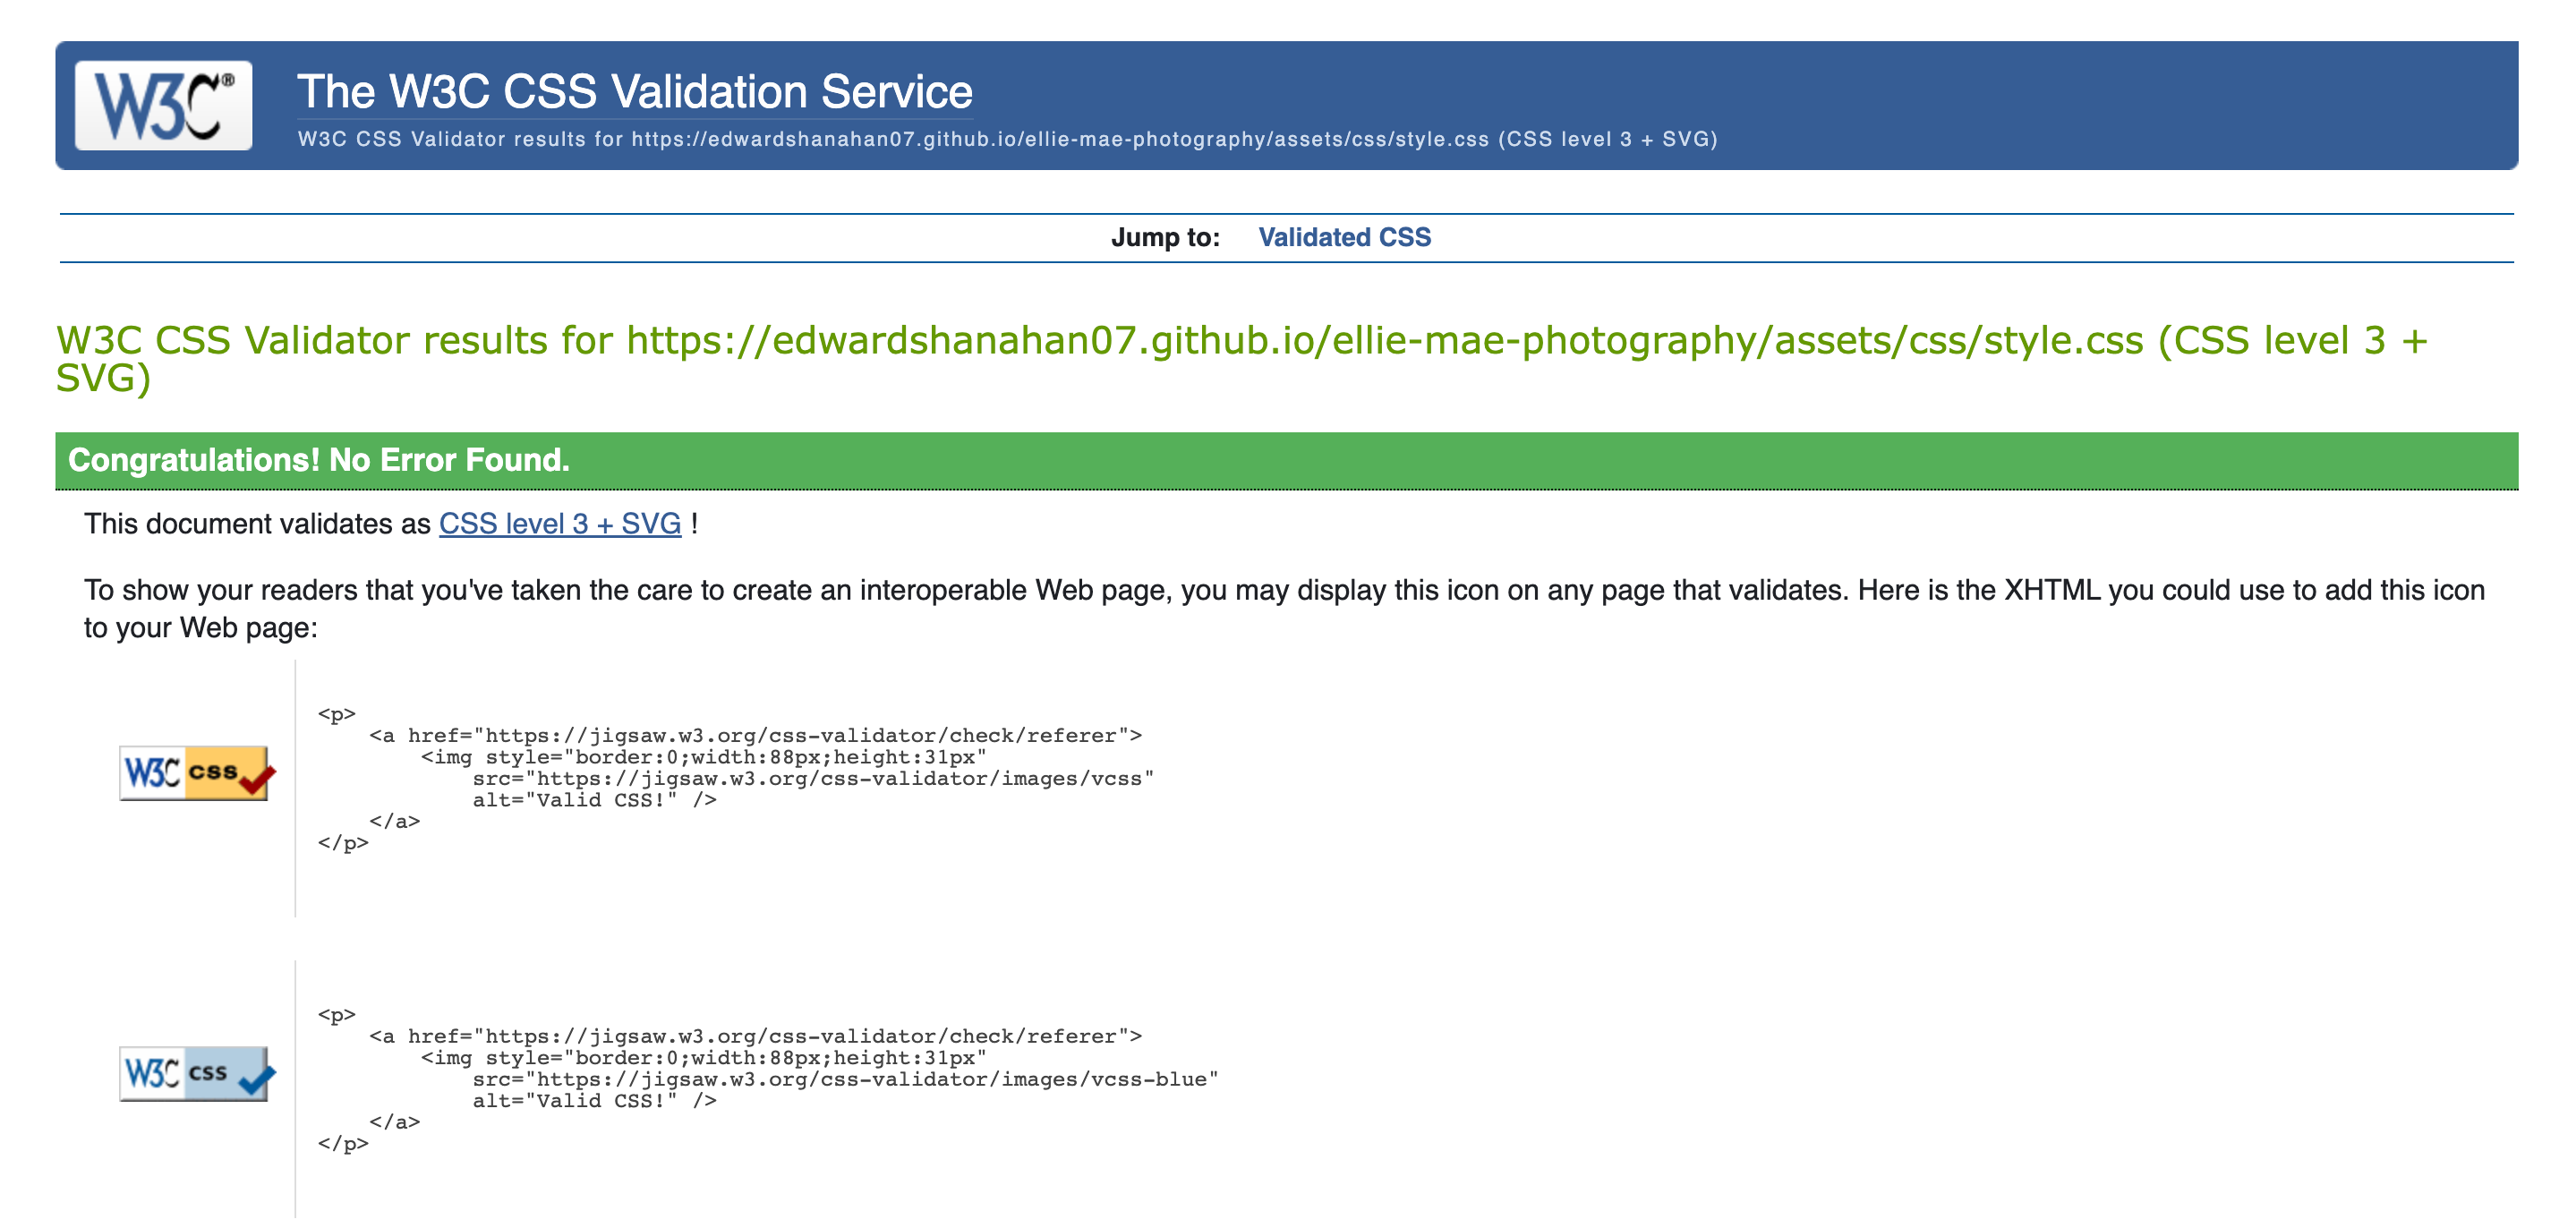 W3C®
The W3C CSS Validation Service
W3C CSS Validator results for https://edwardshanahan07.github.io/ellie-mae-photography/assets/css/style.css (CSS level 3 + SVG)
Jump to: Validated CSS
W3C CSS Validator results for https://edwardshanahan07.github.io/ellie-mae-photography/assets/css/style.css (CSS level 3 +
SVG)
Congratulations! No Error Found.
This document validates as CSS level 3 + SVG !
To show your readers that you've taken the care to create an interoperable Web page, you may display this icon on any page that validates. Here is the XHTML you could use to add this icon
to your Web page:
W3C css
<p>
    <a href="https://jigsaw.w3.org/css-validator/check/referer">
        <img style="border:0;width:88px;height:31px"
            src="https://jigsaw.w3.org/css-validator/images/vcss"
            alt="Valid CSS!" />
    </a>
</p>
W3C css
<p>
    <a href="https://jigsaw.w3.org/css-validator/check/referer">
        <img style="border:0;width:88px;height:31px"
            src="https://jigsaw.w3.org/css-validator/images/vcss-blue"
            alt="Valid CSS!" />
    </a>
</p>